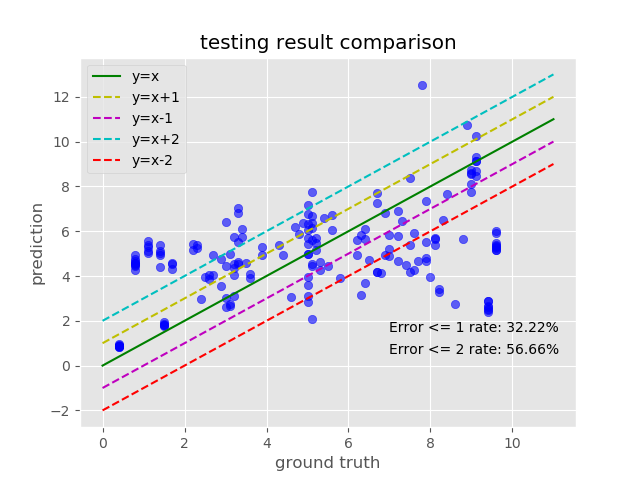 testing result comparison
y=x
y=x+1
y=x-1
y=x+2
y=x-2
12
10
8
6
4
2
0
−2
prediction
Error <= 1 rate: 32.22%
Error <= 2 rate: 56.66%
0 2 4 6 8 10
ground truth